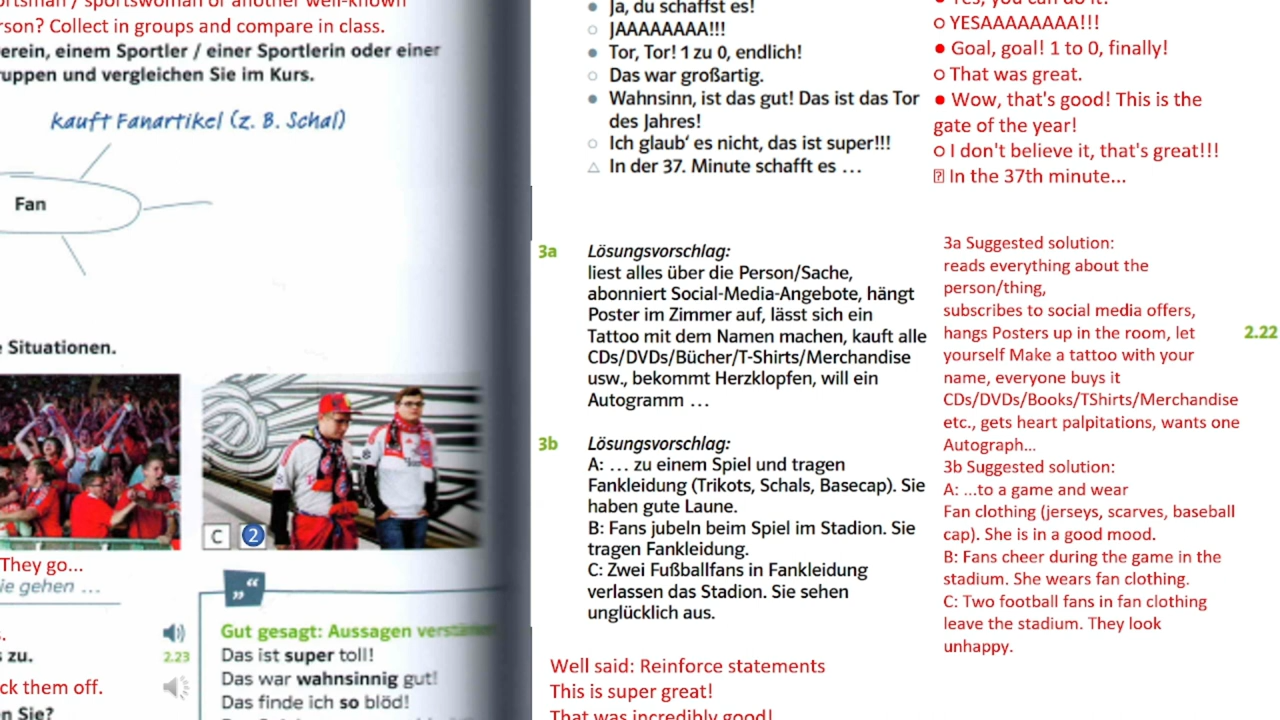 ortsman / sportswoman or another well-known
erson? Collect in groups and compare in class.
erein, einem Sportler / einer Sportlerin oder einer
ruppen und vergleichen Sie im Kurs.
kauft Fanartikel (z. B. Schal)
Fan
e Situationen.
C
2
They go...
ie gehen ...
s.
s zu.
2.23
ck them off.
n Sie?
„“
Gut gesagt: Aussagen verstärken
Das ist super toll!
Das war wahnsinnig gut!
Das finde ich so blöd!
● Ja, du schaffst es!
○ JAAAAAAAA!!!
● Tor, Tor! 1 zu 0, endlich!
○ Das war großartig.
● Wahnsinn, ist das gut! Das ist das Tor
des Jahres!
○ Ich glaub‘ es nicht, das ist super!!!
△ In der 37. Minute schafft es …
3a
Lösungsvorschlag:
liest alles über die Person/Sache,
abonniert Social-Media-Angebote, hängt
Poster im Zimmer auf, lässt sich ein
Tattoo mit dem Namen machen, kauft alle
CDs/DVDs/Bücher/T-Shirts/Merchandise
usw., bekommt Herzklopfen, will ein
Autogramm …
3b
Lösungsvorschlag:
A: … zu einem Spiel und tragen
Fankleidung (Trikots, Schals, Basecap). Sie
haben gute Laune.
B: Fans jubeln beim Spiel im Stadion. Sie
tragen Fankleidung.
C: Zwei Fußballfans in Fankleidung
verlassen das Stadion. Sie sehen
unglücklich aus.
Well said: Reinforce statements
This is super great!
That was incredibly good!
● Yes, you can do it!
○ YESAAAAAAAA!!!
● Goal, goal! 1 to 0, finally!
○ That was great.
● Wow, that's good! This is the
gate of the year!
○ I don't believe it, that's great!!!
In the 37th minute...
3a Suggested solution:
reads everything about the
person/thing,
subscribes to social media offers,
hangs Posters up in the room, let
yourself Make a tattoo with your
name, everyone buys it
CDs/DVDs/Books/TShirts/Merchandise
etc., gets heart palpitations, wants one
Autograph...
3b Suggested solution:
A: ...to a game and wear
Fan clothing (jerseys, scarves, baseball
cap). She is in a good mood.
B: Fans cheer during the game in the
stadium. She wears fan clothing.
C: Two football fans in fan clothing
leave the stadium. They look
unhappy.
2.22